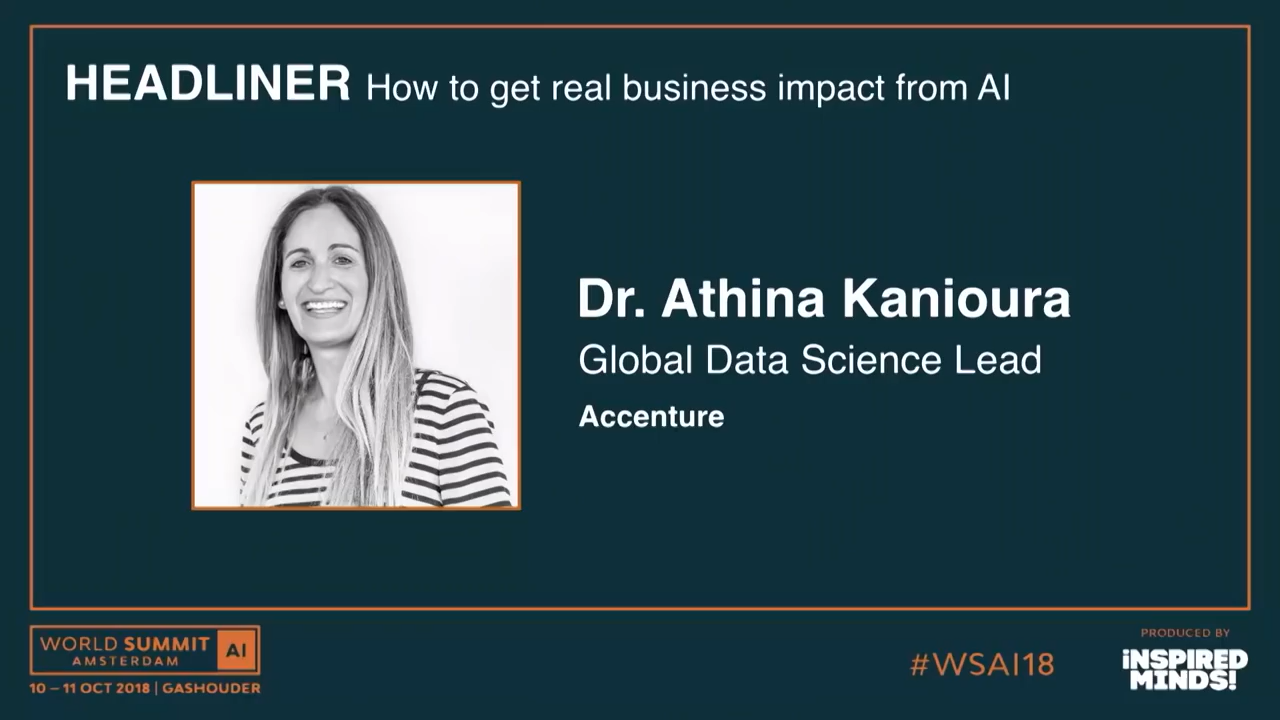 HEADLINER How to get real business impact from AI
Dr. Athina Kanioura
Global Data Science Lead
Accenture
WORLD SUMMIT AI
AMSTERDAM
10 – 11 OCT 2018 | GASHOUDER
#WSAI18
PRODUCED BY
iNSPIRED
MINDS!